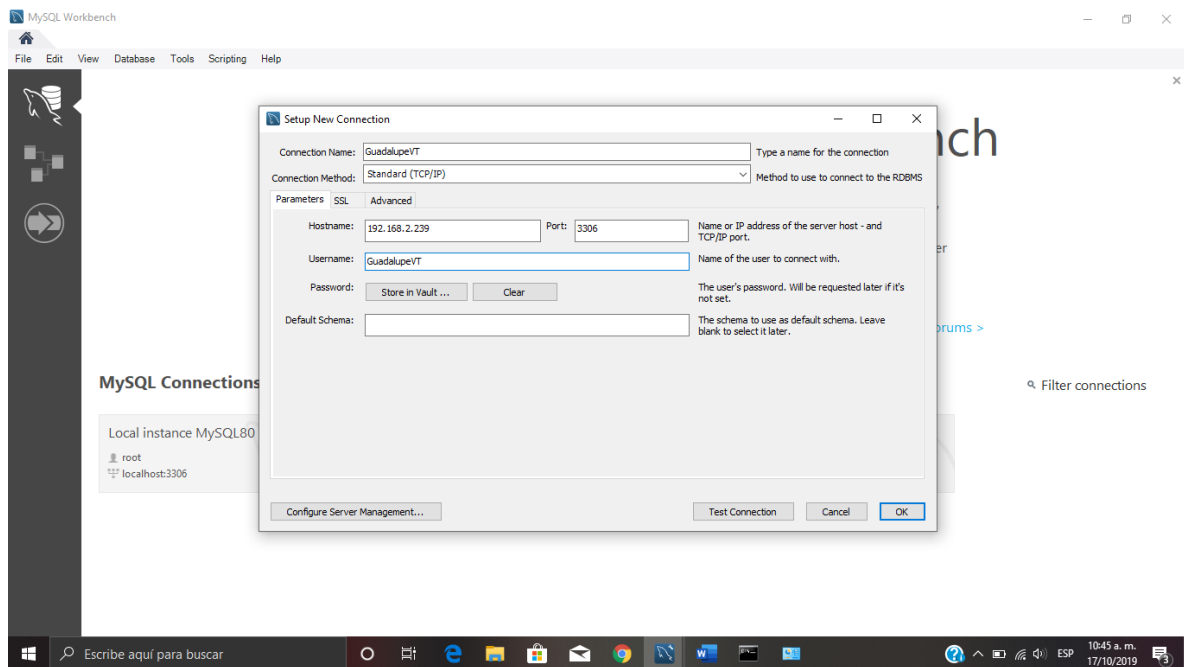 MySQL Workbench
File Edit View Database Tools Scripting Help
Setup New Connection
Connection Name: GuadalupeVT Type a name for the connection
Connection Method: Standard (TCP/IP) Method to use to connect to the RDBMS
Parameters SSL Advanced
Hostname: 192.168.2.239 Port: 3306 Name or IP address of the server host - and
TCP/IP port.
Username: GuadalupeVT Name of the user to connect with.
Password: Store in Vault ... Clear The user's password. Will be requested later if it's
not set.
Default Schema: The schema to use as default schema. Leave
blank to select it later.
Configure Server Management... Test Connection Cancel OK
nch
er
orums >
MySQL Connections
Filter connections
Local instance MySQL80
root
localhost:3306
Escribe aquí para buscar
ESP
10:45 a. m.
17/10/2019
3